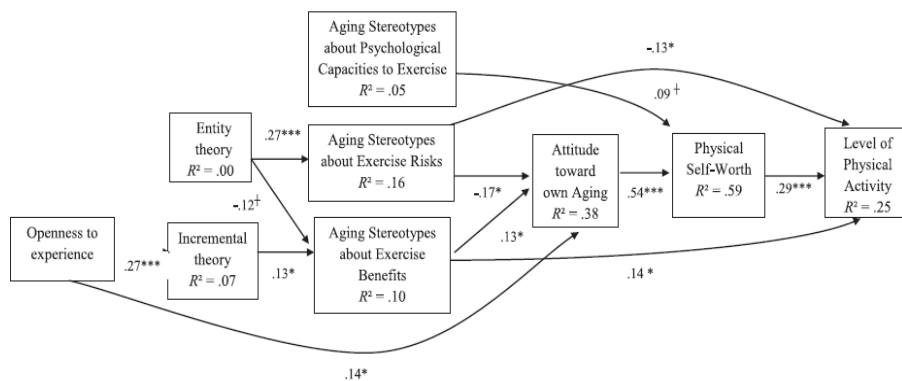 Aging Stereotypes
about Psychological
Capacities to Exercise
R² = .05
-.13*
.09 ⸸
Entity
theory
R² = .00
.27***
Aging Stereotypes
about Exercise Risks
R² = .16
Attitude
toward
own Aging
R² = .38
Physical
Self-Worth
R² = .59
Level of
Physical
Activity
R² = .25
-.17*
.54***
.29***
-.12⸸
Openness to
experience
.27***
Incremental
theory
R² = .07
.13*
Aging Stereotypes
about Exercise
Benefits
R² = .10
.13*
.14 *
.14*